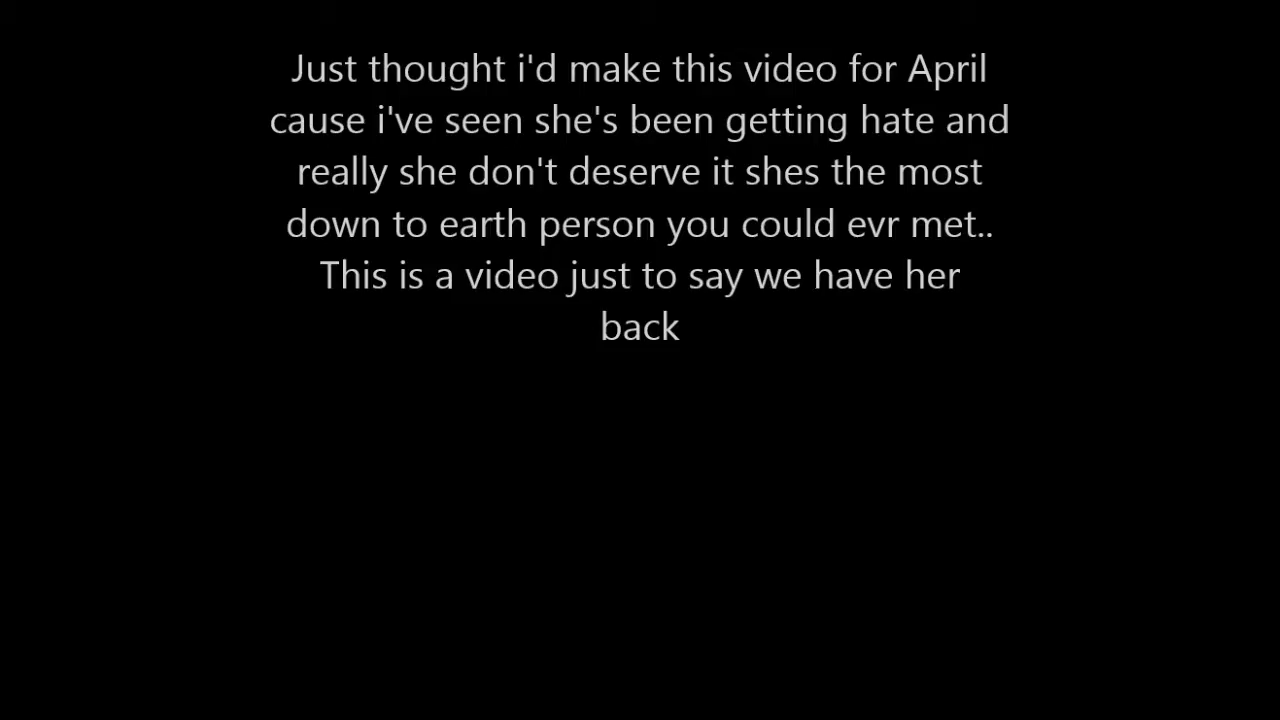 Just thought i'd make this video for April
cause i've seen she's been getting hate and
really she don't deserve it shes the most
down to earth person you could evr met..
This is a video just to say we have her
back